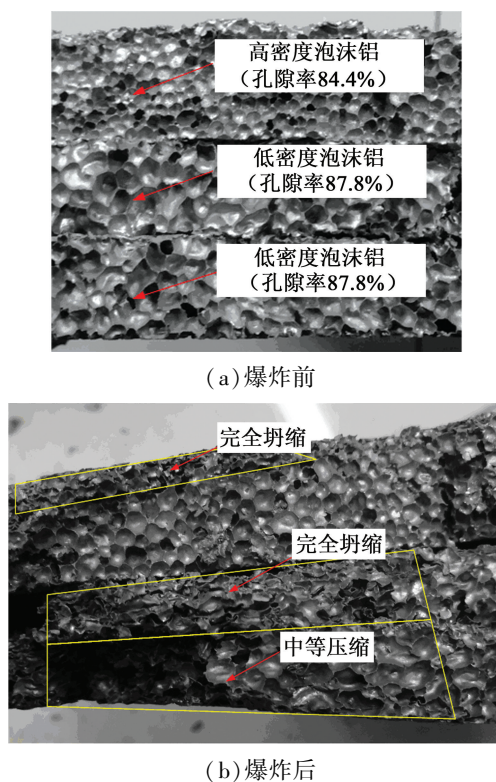 高密度泡沫铝
（孔隙率84.4%）
低密度泡沫铝
（孔隙率87.8%）
低密度泡沫铝
（孔隙率87.8%）
(a)爆炸前
完全坍缩
完全坍缩
中等压缩
(b)爆炸后